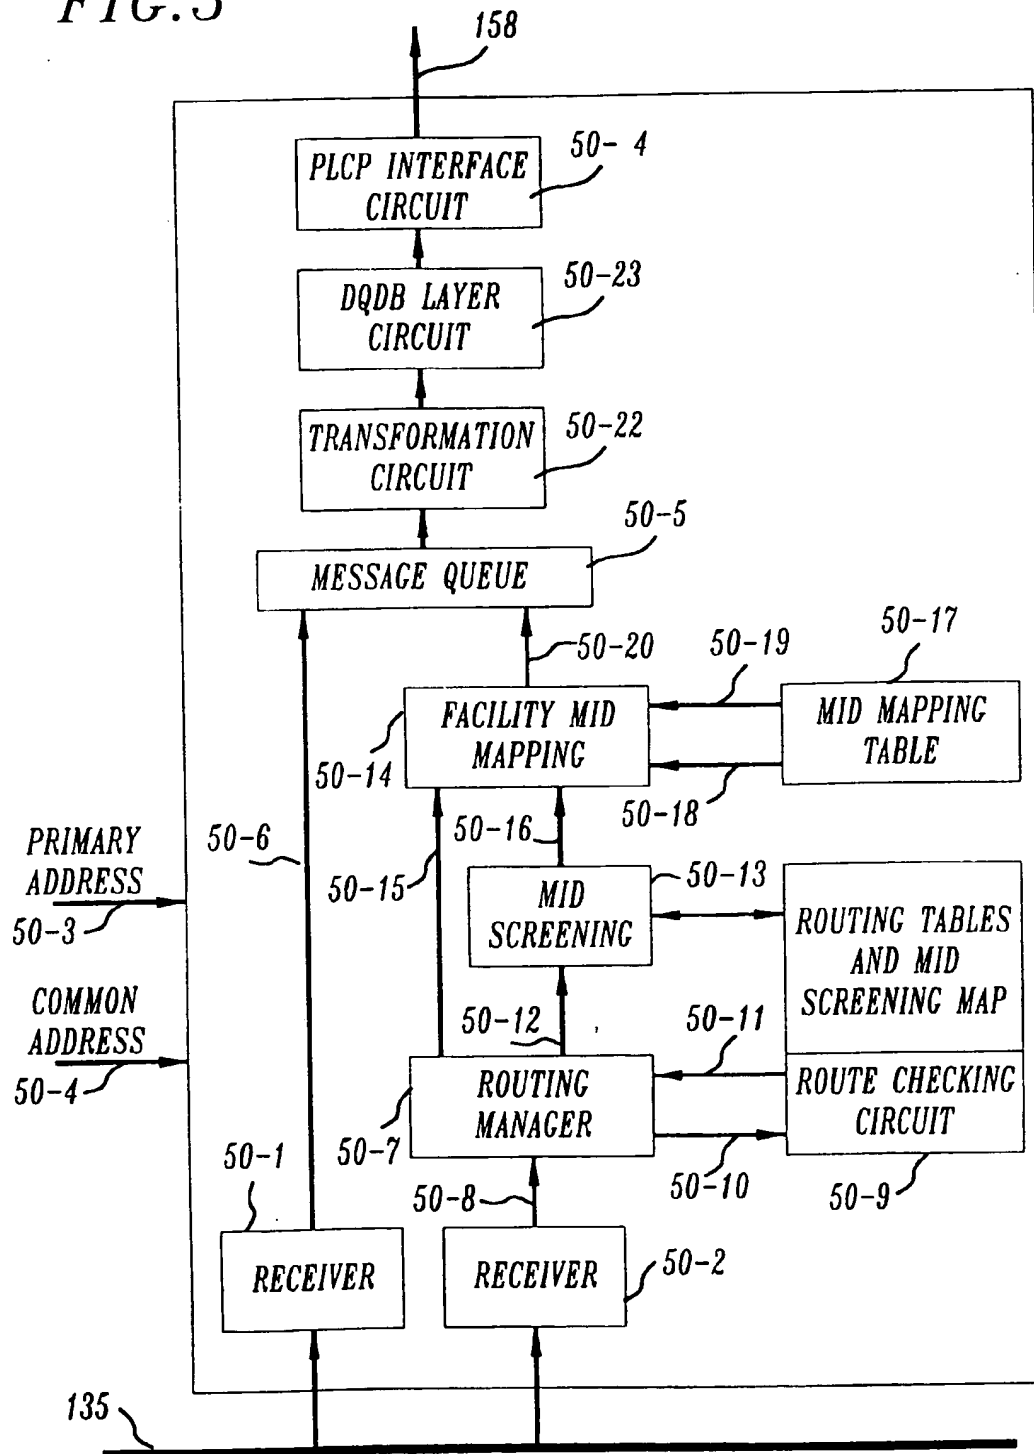 FIG.5
158
PLCP INTERFACE
CIRCUIT
50- 4
DQDB LAYER
CIRCUIT
50-23
TRANSFORMATION
CIRCUIT
50-22
MESSAGE QUEUE
50-5
50-20
50-19
50-17
FACILITY MID
MAPPING
MID MAPPING
TABLE
50-14
50-18
50-6
50-16
50-15
PRIMARY
ADDRESS
50-3
MID
SCREENING
50-13
ROUTING TABLES
AND MID
SCREENING MAP
COMMON
ADDRESS
50-4
50-12
50-11
ROUTING
MANAGER
ROUTE CHECKING
CIRCUIT
50-7
50-10
50-9
50-1
50-8
RECEIVER
RECEIVER
50-2
135